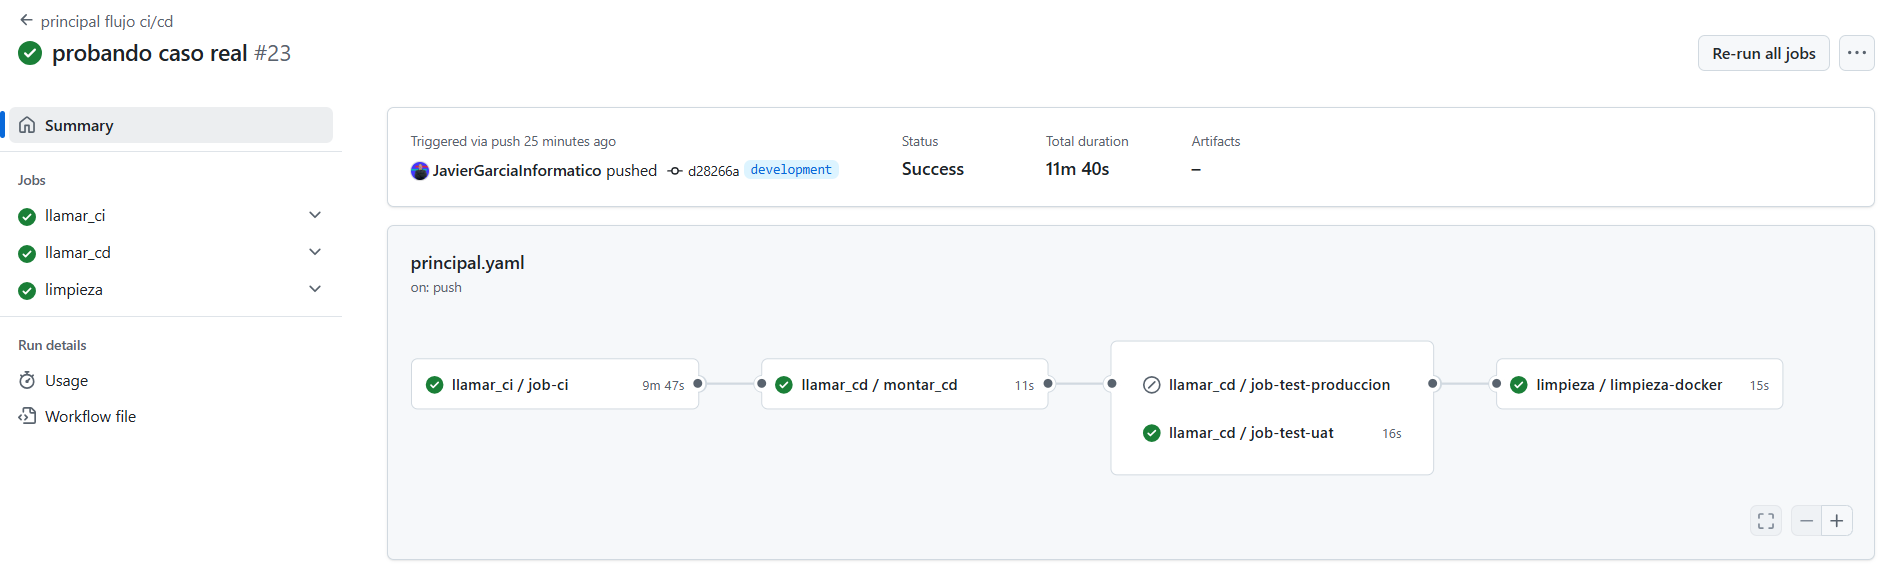 principal flujo ci/cd
probando caso real #23
Re-run all jobs
Summary
Jobs
llamar_ci
llamar_cd
limpieza
Run details
Usage
Workflow file
Triggered via push 25 minutes ago
JavierGarciaInformatico pushed d28266a development
Status
Success
Total duration
11m 40s
Artifacts
–
principal.yaml
on: push
llamar_ci / job-ci 9m 47s
llamar_cd / montar_cd 11s
llamar_cd / job-test-produccion
llamar_cd / job-test-uat 16s
limpieza / limpieza-docker 15s